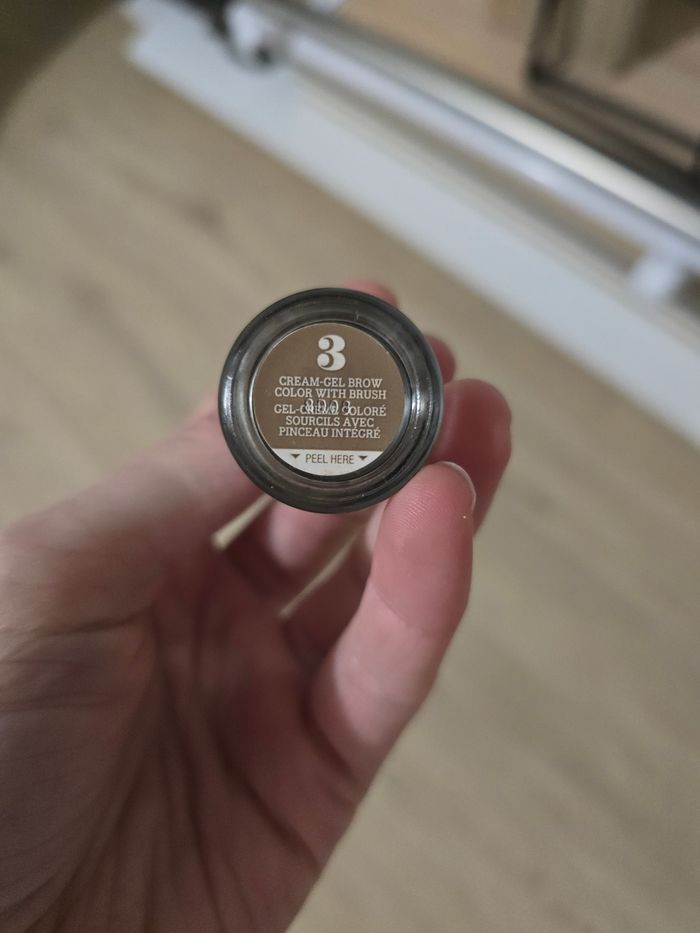 3
CREAM-GEL BROW
COLOR WITH BRUSH
GEL-CRÈME COLORÉ
SOURCILS AVEC
PINCEAU INTÉGRÉ
PEEL HERE